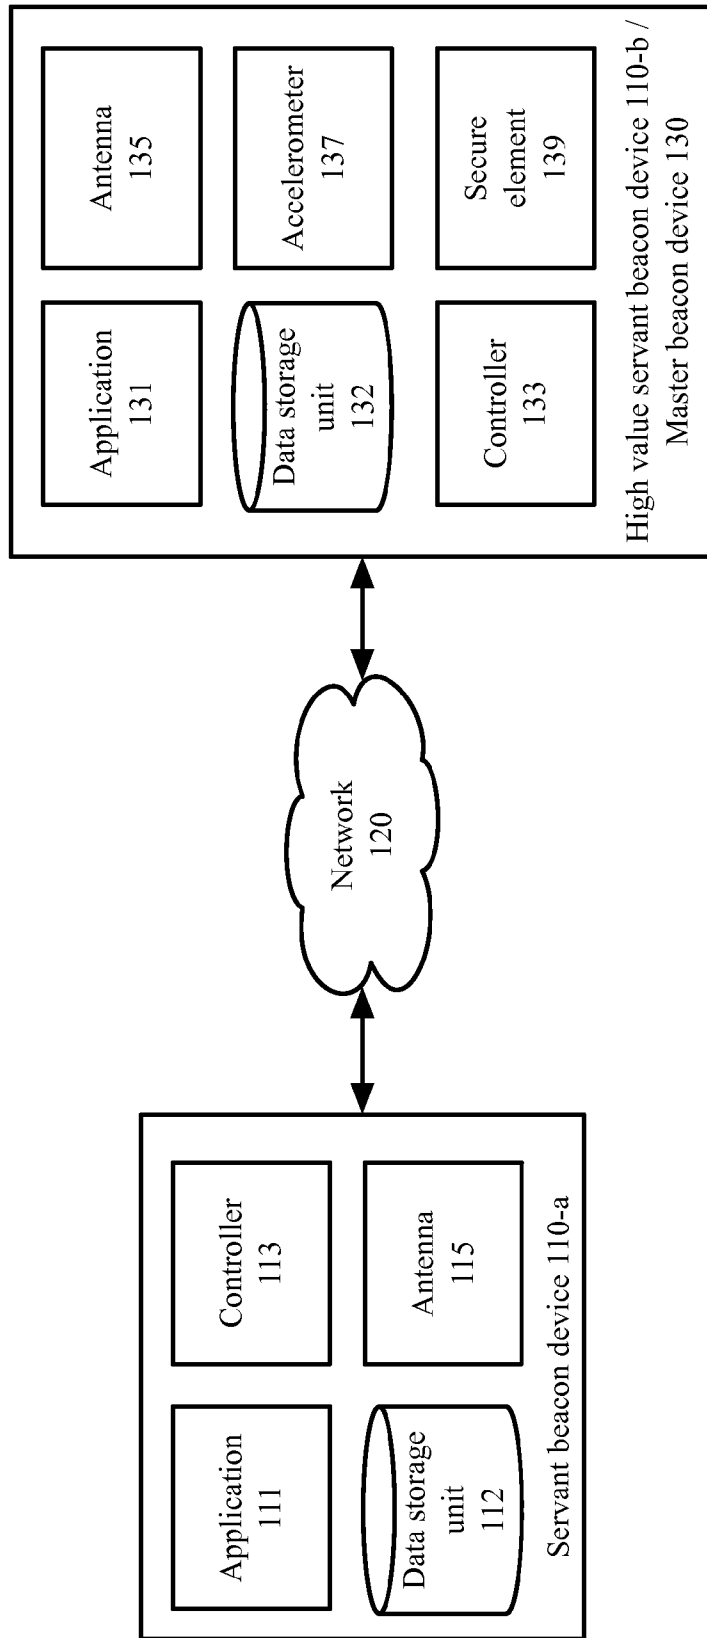 Application
111
Controller
113
Data storage
unit
112
Antenna
115
Servant beacon device 110-a
Network
120
Application
131
Antenna
135
Data storage
unit
132
Accelerometer
137
Controller
133
Secure
element
139
High value servant beacon device 110-b /
Master beacon device 130